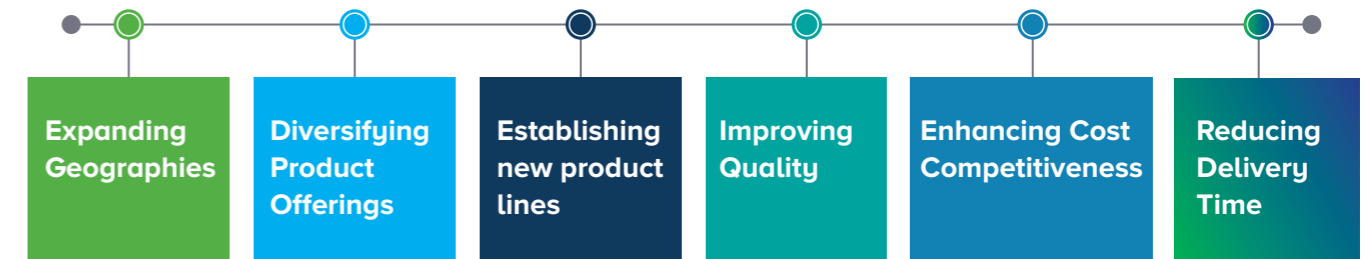 Expanding
Geographies
Diversifying
Product
Offerings
Establishing
new product
lines
Improving
Quality
Enhancing Cost
Competitiveness
Reducing
Delivery
Time